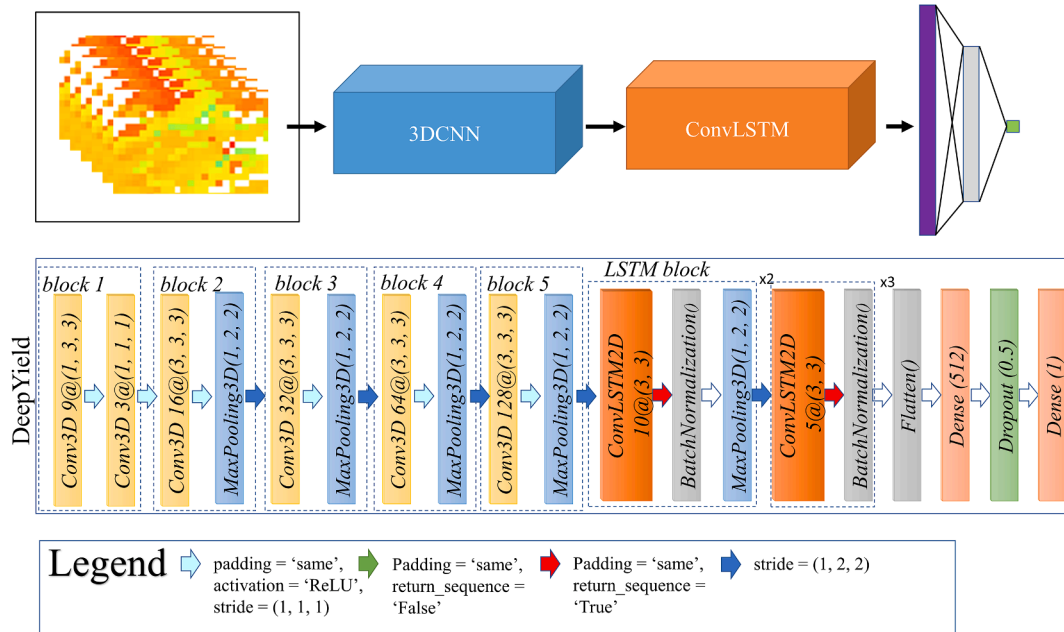 3DCNN
ConvLSTM
DeepYield
block 1
Conv3D 9@(1, 3, 3)
Conv3D 3@(1, 1, 1)
block 2
Conv3D 16@(3, 3, 3)
MaxPooling3D(1, 2, 2)
block 3
Conv3D 32@(3, 3, 3)
MaxPooling3D(1, 2, 2)
block 4
Conv3D 64@(3, 3, 3)
MaxPooling3D(1, 2, 2)
block 5
Conv3D 128@(3, 3, 3)
MaxPooling3D(1, 2, 2)
LSTM block
ConvLSTM2D
10@(3, 3)
BatchNormalization()
MaxPooling3D(1, 2, 2)
x2
ConvLSTM2D
5@(3, 3)
BatchNormalization()
x3
Flatten()
Dense (512)
Dropout (0.5)
Dense (1)
Legend
padding = ‘same’,
activation = ‘ReLU’,
stride = (1, 1, 1)
Padding = ‘same’,
return_sequence =
‘False’
Padding = ‘same’,
return_sequence =
‘True’
stride = (1, 2, 2)